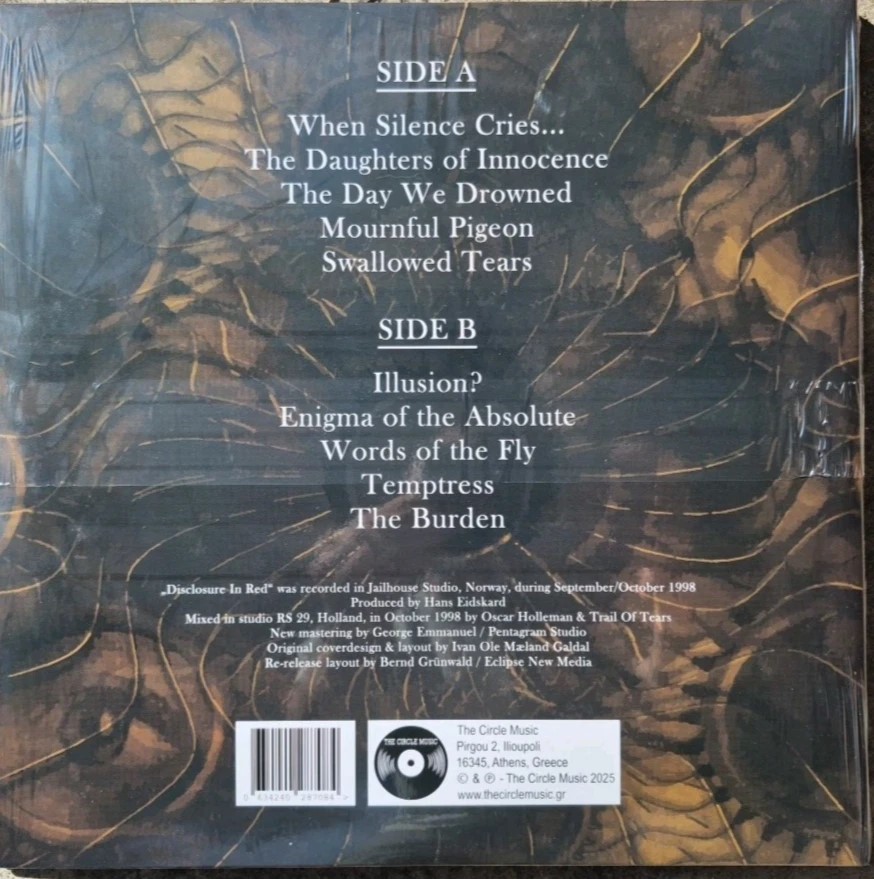 SIDE A
When Silence Cries...
The Daughters of Innocence
The Day We Drowned
Mournful Pigeon
Swallowed Tears
SIDE B
Illusion?
Enigma of the Absolute
Words of the Fly
Temptress
The Burden
„Disclosure In Red“ was recorded in Jailhouse Studio, Norway, during September/October 1998
Produced by Hans Eidskard
Mixed in studio RS 29, Holland, in October 1998 by Oscar Holleman & Trail Of Tears
New mastering by George Emmanuel / Pentagram Studio
Original coverdesign & layout by Ivan Ole Mæland Galdal
Re-release layout by Bernd Grünwald / Eclipse New Media
THE CIRCLE MUSIC
The Circle Music
Pirgou 2, Ilioupoli
16345, Athens, Greece
© & ℗ - The Circle Music 2025
www.thecirclemusic.gr